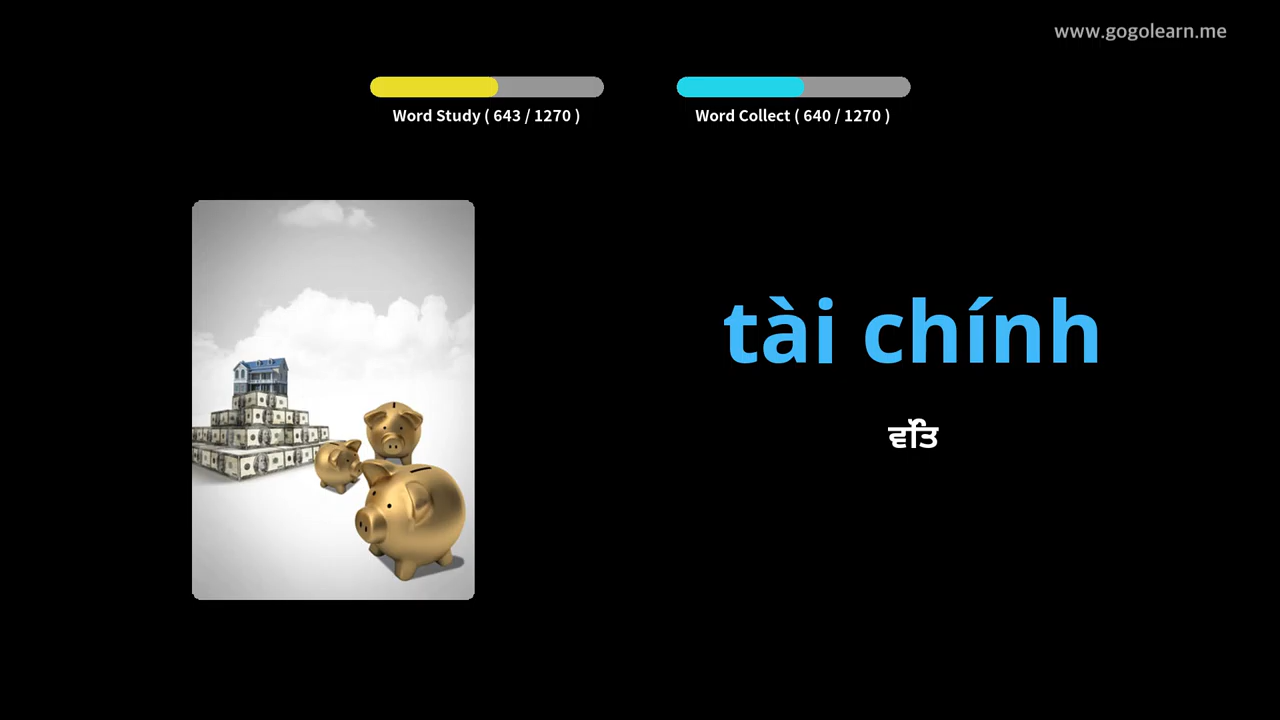 www.gogolearn.me
Word Study ( 643 / 1270 )
Word Collect ( 640 / 1270 )
tài chính
ਵਿੱਤ